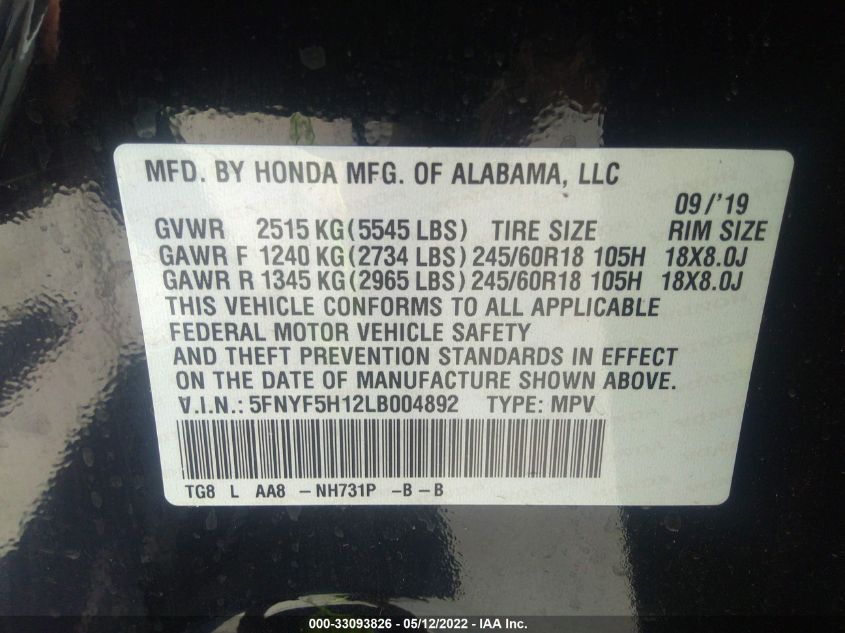 MFD. BY HONDA MFG. OF ALABAMA, LLC
09/'19
GVWR 2515 KG(5545 LBS) TIRE SIZE RIM SIZE
GAWR F 1240 KG(2734 LBS) 245/60R18 105H 18X8.0J
GAWR R 1345 KG(2965 LBS) 245/60R18 105H 18X8.0J
THIS VEHICLE CONFORMS TO ALL APPLICABLE
FEDERAL MOTOR VEHICLE SAFETY
AND THEFT PREVENTION STANDARDS IN EFFECT
ON THE DATE OF MANUFACTURE SHOWN ABOVE.
V.I.N.: 5FNYF5H12LB004892 TYPE: MPV
TG8 L AA8 -NH731P -B-B
000-33093826 - 05/12/2022 - IAA Inc.